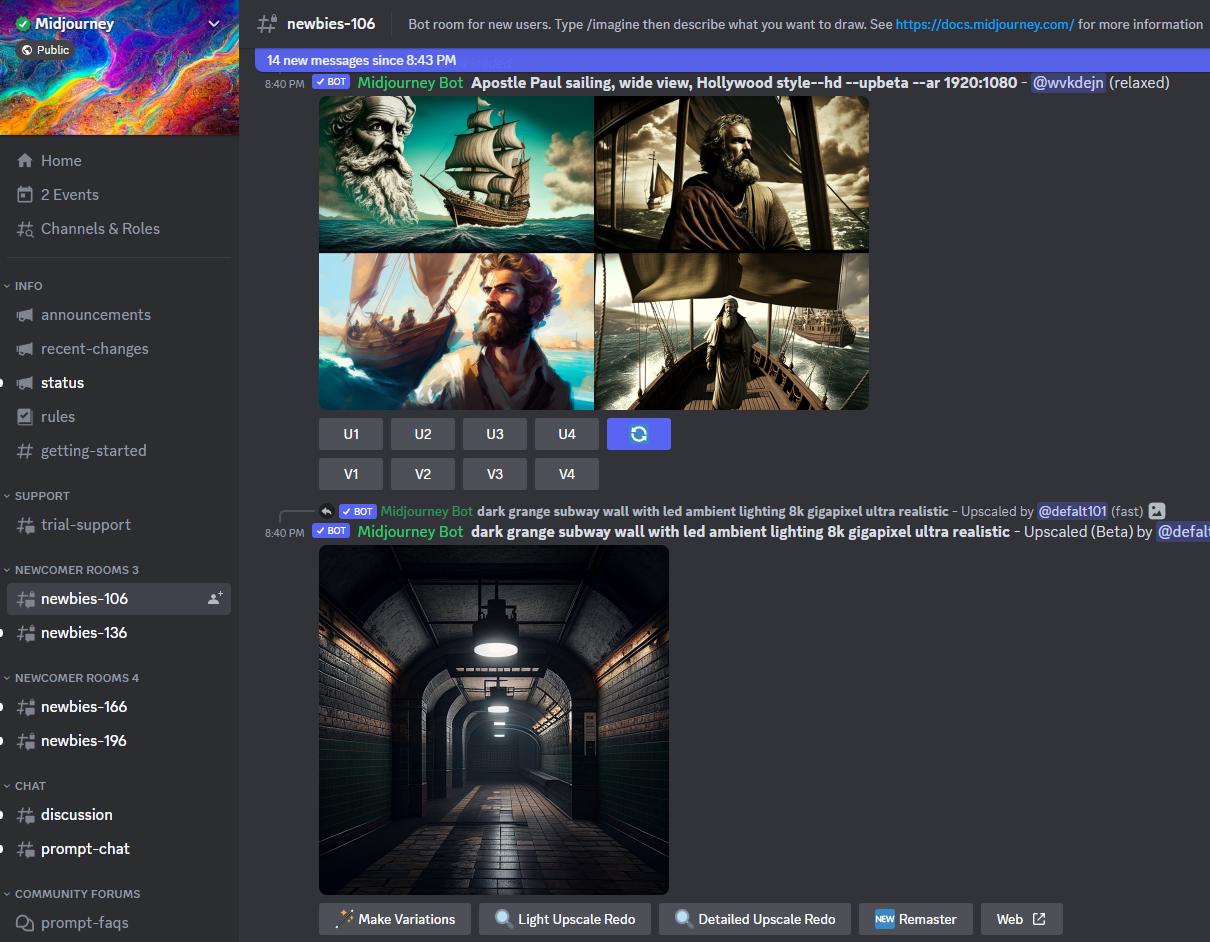 Midjourney
Public
Home
2 Events
Channels & Roles
INFO
announcements
recent-changes
status
rules
getting-started
SUPPORT
trial-support
NEWCOMER ROOMS 3
newbies-106
newbies-136
NEWCOMER ROOMS 4
newbies-166
newbies-196
CHAT
discussion
prompt-chat
COMMUNITY FORUMS
prompt-faqs
newbies-106 Bot room for new users. Type /imagine then describe what you want to draw. See https://docs.midjourney.com/ for more information
14 new messages since 8:43 PM
8:40 PM BOT Midjourney Bot Apostle Paul sailing, wide view, Hollywood style--hd --upbeta --ar 1920:1080 - @wvkdejn (relaxed)
U1 U2 U3 U4
V1 V2 V3 V4
BOT Midjourney Bot dark grange subway wall with led ambient lighting 8k gigapixel ultra realistic - Upscaled by @defalt101 (fast)
8:40 PM BOT Midjourney Bot dark grange subway wall with led ambient lighting 8k gigapixel ultra realistic - Upscaled (Beta) by @defalt
Make Variations Light Upscale Redo Detailed Upscale Redo NEW Remaster Web